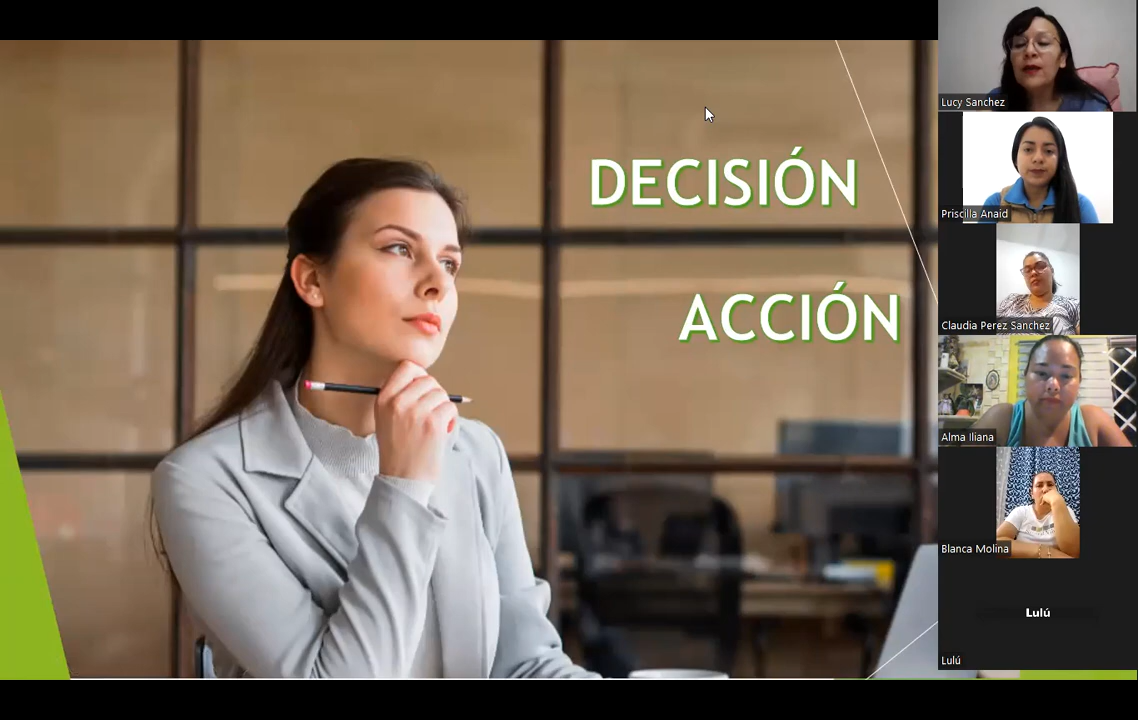 DECISIÓN
ACCIÓN
Lucy Sanchez
Priscilla Anaid
Claudia Perez Sanchez
Alma Iliana
Blanca Molina
Lulú
Lulú